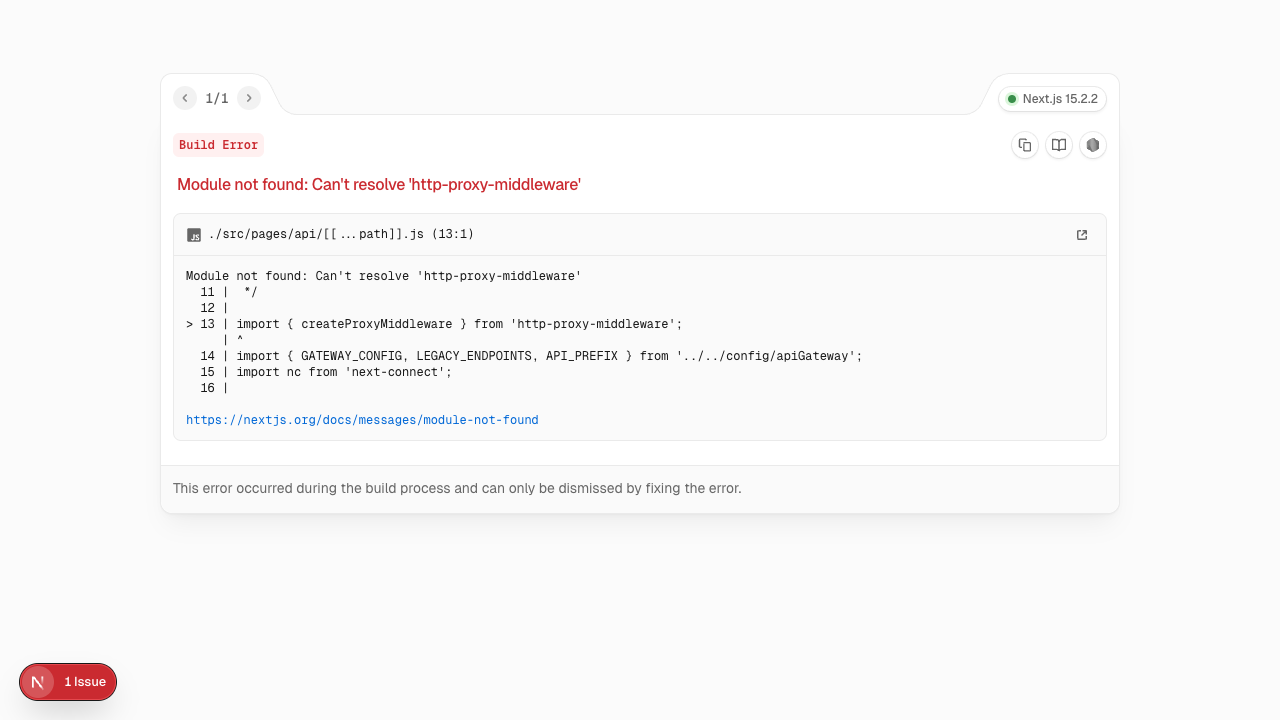 1/1
Next.js 15.2.2
Build Error
Module not found: Can't resolve 'http-proxy-middleware'
./src/pages/api/[[...path]].js (13:1)
Module not found: Can't resolve 'http-proxy-middleware'
  11 |  */
  12 |
> 13 | import { createProxyMiddleware } from 'http-proxy-middleware';
     | ^
  14 | import { GATEWAY_CONFIG, LEGACY_ENDPOINTS, API_PREFIX } from '../../config/apiGateway';
  15 | import nc from 'next-connect';
  16 |
https://nextjs.org/docs/messages/module-not-found
This error occurred during the build process and can only be dismissed by fixing the error.
1 Issue